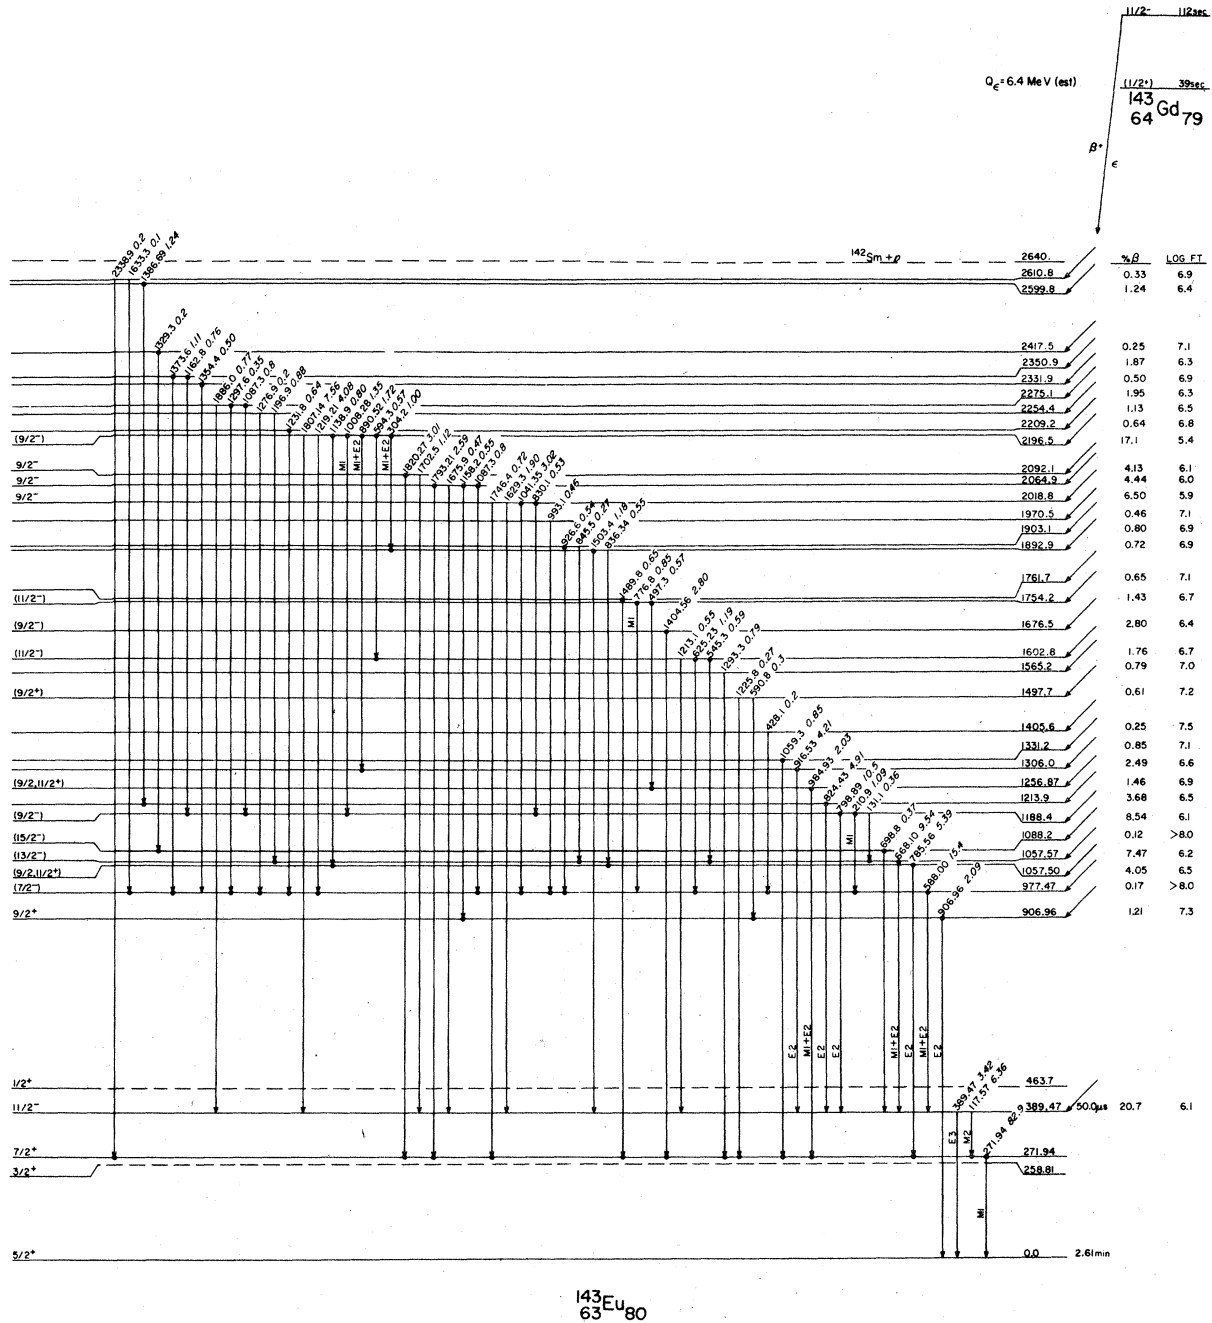 11/2⁻ 112sec
Qε=6.4 MeV (est)
(1/2⁺) 39sec
143
64 Gd 79
β⁺
ε
¹⁴²Sm + p 2640.
%β LOG FT
2610.8 0.33 6.9
2599.8 1.24 6.4
2417.5 0.25 7.1
2350.9 1.87 6.3
2331.9 0.50 6.9
2275.1 1.95 6.3
2254.4 1.13 6.5
2209.2 0.64 6.8
(9/2⁻) 2196.5 17.1 5.4
9/2⁻ 2092.1 4.13 6.1
9/2⁻ 2064.9 4.44 6.0
9/2⁻ 2018.8 6.50 5.9
1970.5 0.46 7.1
1903.1 0.80 6.9
1892.9 0.72 6.9
1761.7 0.65 7.1
(11/2⁻) 1754.2 1.43 6.7
(9/2⁻) 1676.5 2.80 6.4
(11/2⁻) 1602.8 1.76 6.7
1565.2 0.79 7.0
(9/2⁺) 1497.7 0.61 7.2
1405.6 0.25 7.5
1331.2 0.85 7.1
1306.0 2.49 6.6
(9/2,11/2⁺) 1256.87 1.46 6.9
1213.9 3.68 6.5
(9/2⁻) 1188.4 8.54 6.1
(15/2⁻) 1088.2 0.12 >8.0
(13/2⁻) 1057.57 7.47 6.2
(9/2,11/2⁺) 1057.50 4.05 6.5
(7/2⁻) 977.47 0.17 >8.0
9/2⁺ 906.96 1.21 7.3
1/2⁺ 463.7
11/2⁻ 389.47 50.0μs 20.7 6.1
7/2⁺ 271.94
3/2⁺ 258.81
5/2⁺ 0.0 2.61min
2338.9 0.2
1633.3 0.1
1386.69 1.24
1329.3 0.2
1373.6 1.11
1162.8 0.76
1354.4 0.50
1886.0 0.77
1297.6 0.35
1087.3 0.8
1276.9 0.2
1196.9 0.88
1231.8 0.64
1807.14 7.56
1219.21 4.08
1138.9 0.80
1008.28 1.35
M1
890.52 1.72
M1+E2
594.3 0.57
304.2 1.00
M1+E2
1820.27 3.01
1702.5 1.12
1793.21 2.59
1675.9 0.47
1158.2 0.55
1087.3 0.8
1746.4 0.72
1629.3 1.90
1041.35 3.02
830.1 0.53
993.1 0.46
926.6 0.54
845.5 0.27
1503.4 1.18
836.34 0.55
1489.8 0.65
776.8 0.85
M1
497.3 0.57
1404.56 2.80
1213.1 0.55
625.23 1.19
545.3 0.59
1293.3 0.79
1225.8 0.27
590.8 0.3
428.1 0.2
1059.3 0.85
916.53 4.21
E2
984.93 2.03
M1+E2
824.43 4.91
E2
798.89 10.5
E2
210.9 1.09
M1
131.1 0.36
698.8 0.37
668.10 9.54
M1+E2
785.56 5.39
E2
588.00 15.4
M1+E2
906.96 2.09
E2
389.47 3.42
E3
117.57 6.36
M2
271.94 82.9
M1
143
63 Eu 80